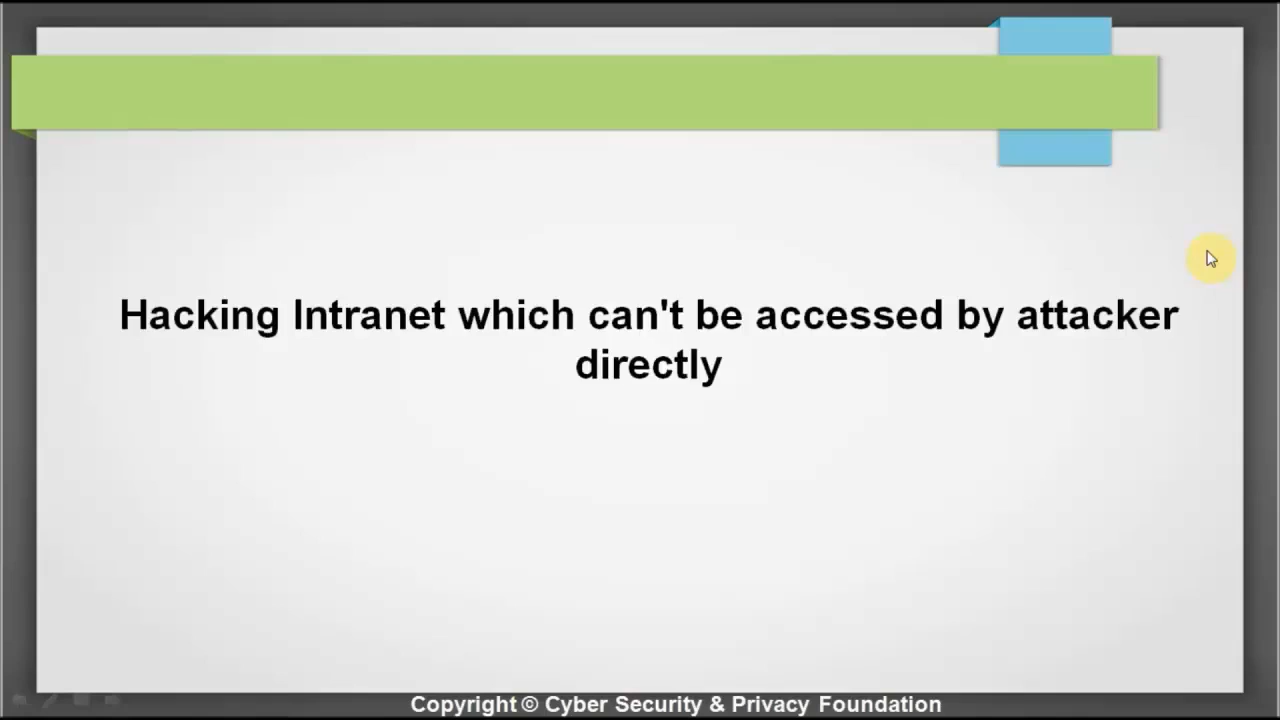 Hacking Intranet which can't be accessed by attacker
directly
Copyright © Cyber Security & Privacy Foundation